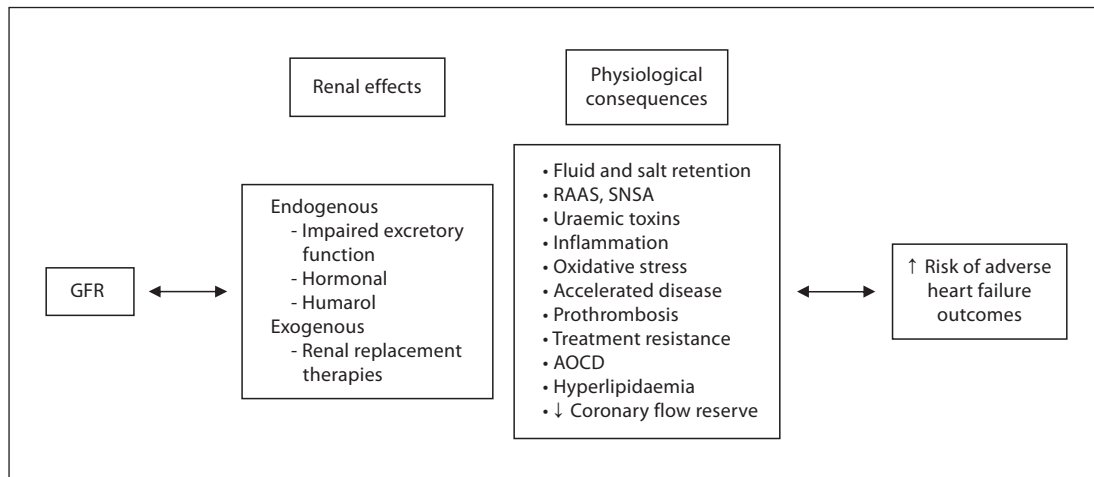 Renal effects
Physiological
consequences
GFR
Endogenous
- Impaired excretory
function
- Hormonal
- Humarol
Exogenous
- Renal replacement
therapies
• Fluid and salt retention
• RAAS, SNSA
• Uraemic toxins
• Inflammation
• Oxidative stress
• Accelerated disease
• Prothrombosis
• Treatment resistance
• AOCD
• Hyperlipidaemia
• ↓ Coronary flow reserve
↑ Risk of adverse
heart failure
outcomes